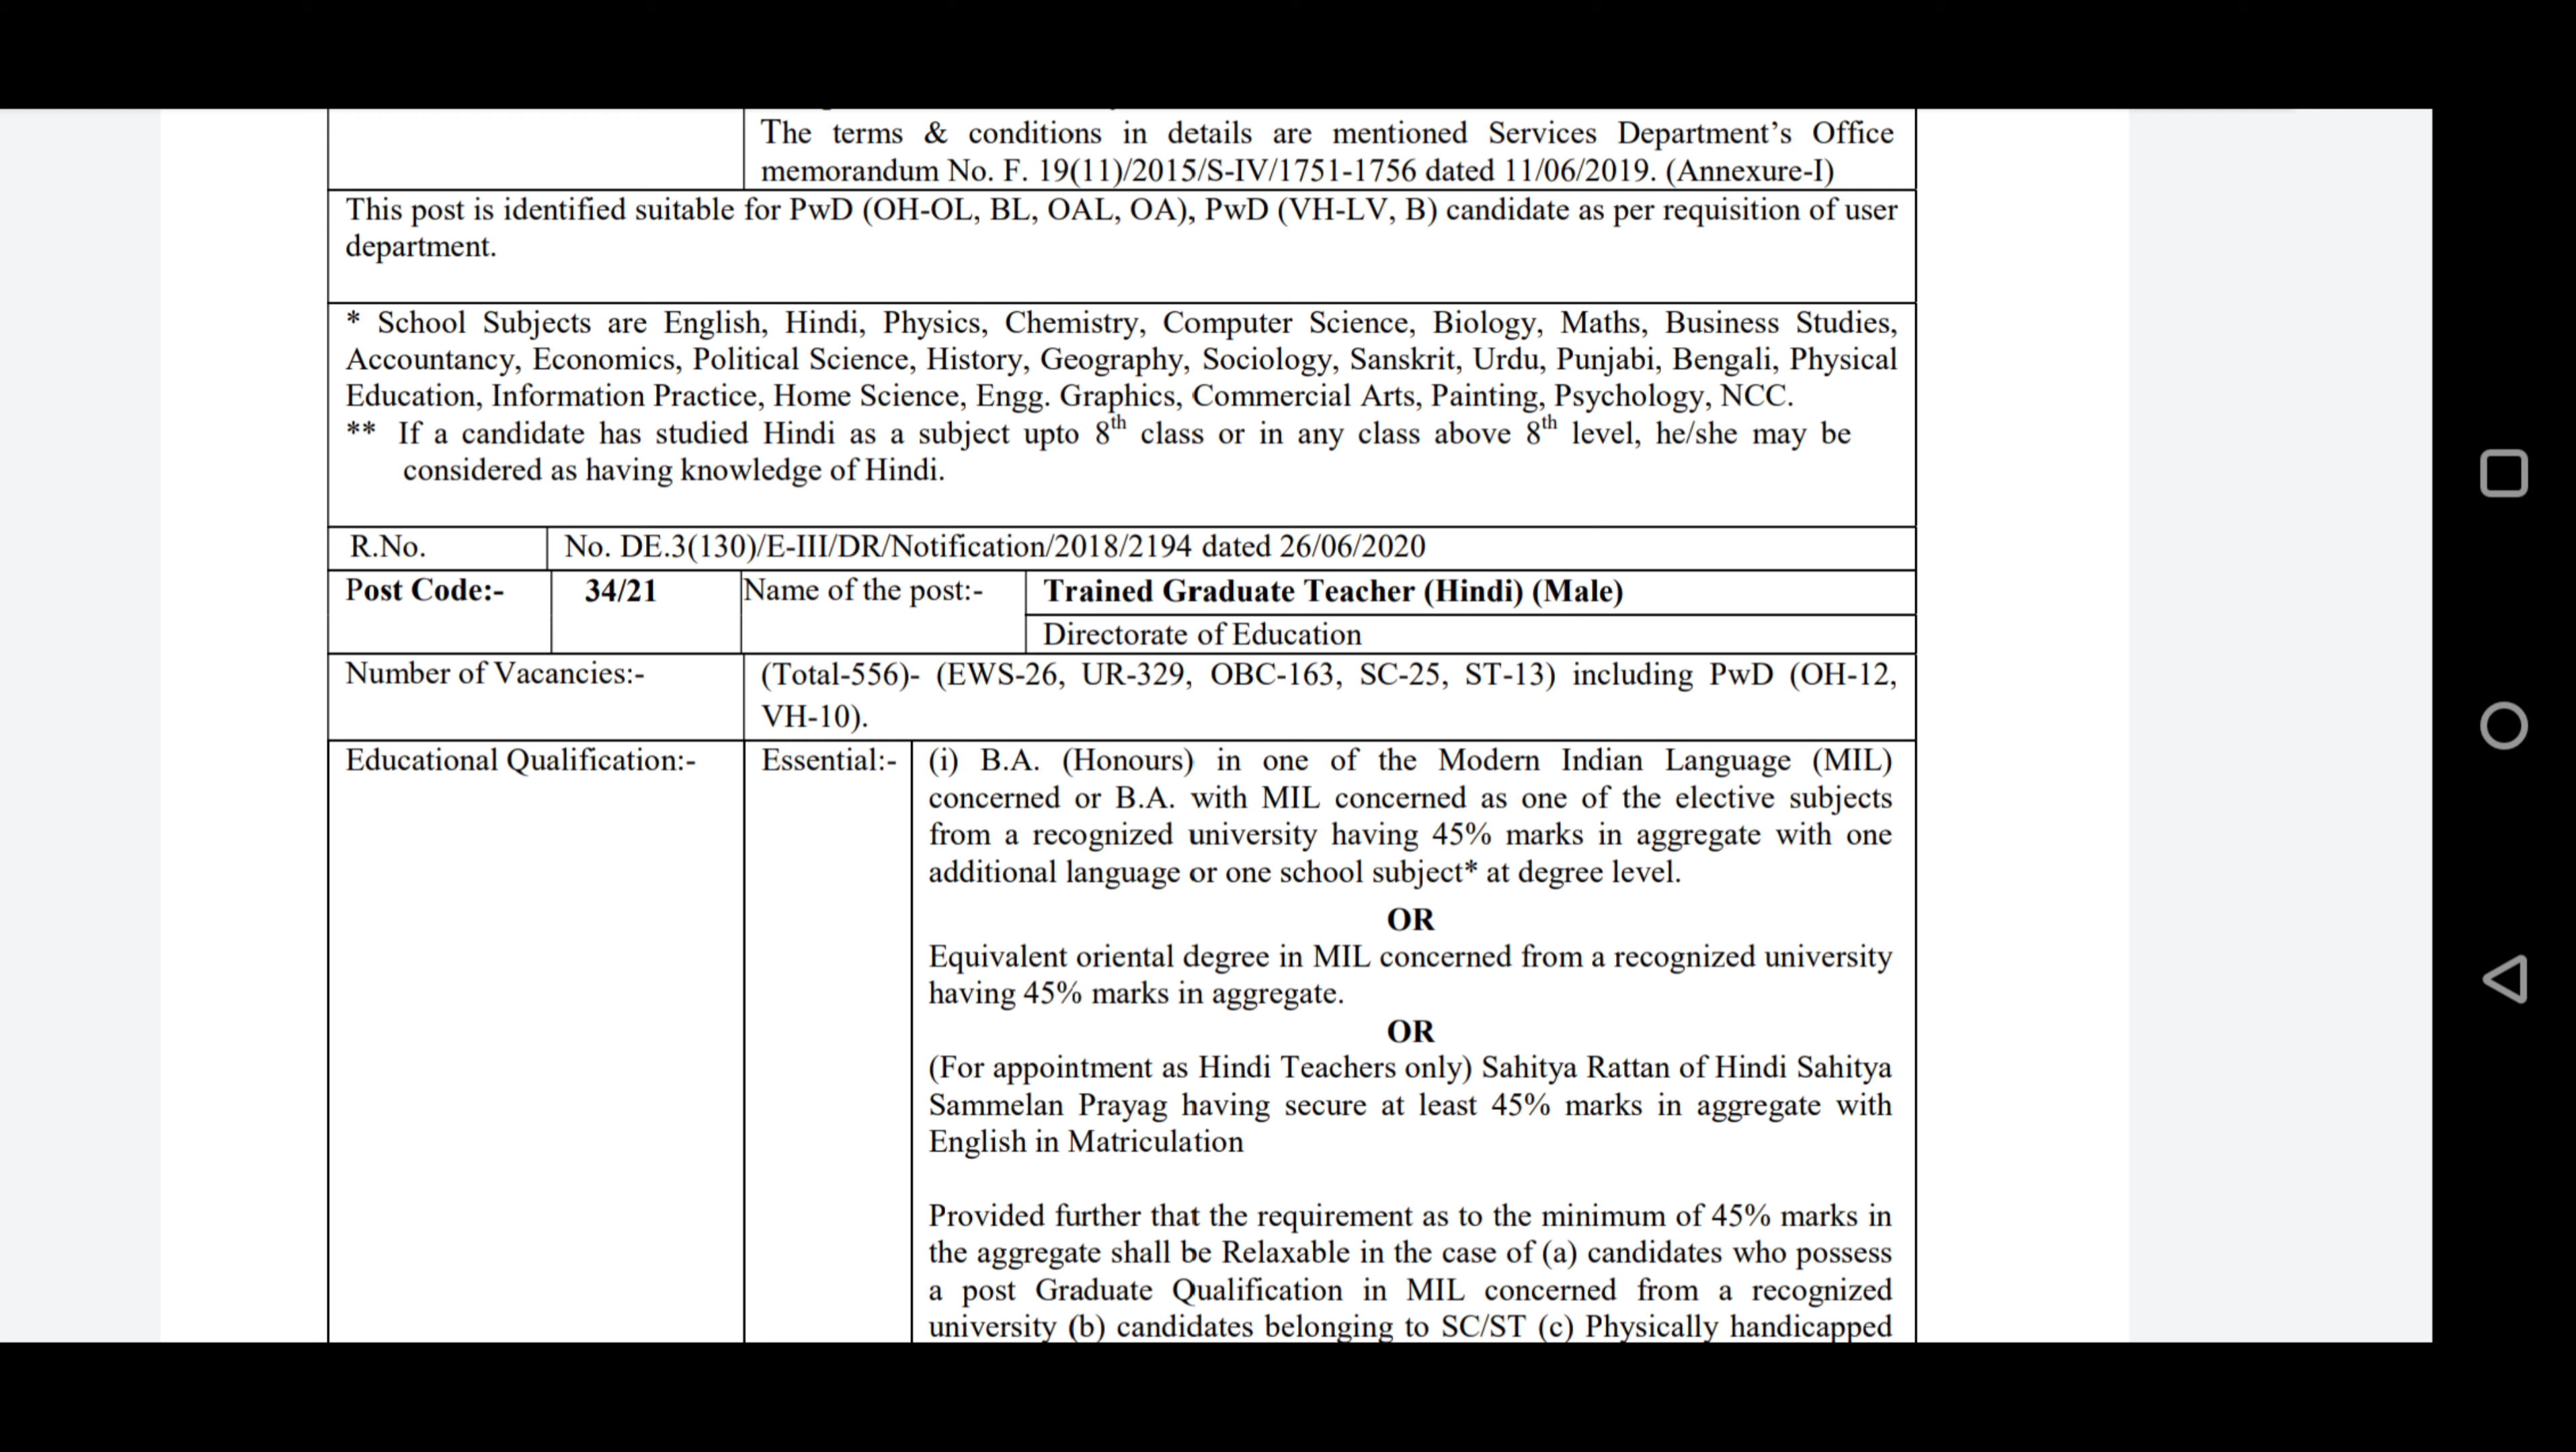 The terms & conditions in details are mentioned Services Department's Office
memorandum No. F. 19(11)/2015/S-IV/1751-1756 dated 11/06/2019. (Annexure-I)
This post is identified suitable for PwD (OH-OL, BL, OAL, OA), PwD (VH-LV, B) candidate as per requisition of user
department.
* School Subjects are English, Hindi, Physics, Chemistry, Computer Science, Biology, Maths, Business Studies,
Accountancy, Economics, Political Science, History, Geography, Sociology, Sanskrit, Urdu, Punjabi, Bengali, Physical
Education, Information Practice, Home Science, Engg. Graphics, Commercial Arts, Painting, Psychology, NCC.
** If a candidate has studied Hindi as a subject upto 8th class or in any class above 8th level, he/she may be
considered as having knowledge of Hindi.
R.No. No. DE.3(130)/E-III/DR/Notification/2018/2194 dated 26/06/2020
Post Code:- 34/21 Name of the post:- Trained Graduate Teacher (Hindi) (Male)
Directorate of Education
Number of Vacancies:- (Total-556)- (EWS-26, UR-329, OBC-163, SC-25, ST-13) including PwD (OH-12,
VH-10).
Educational Qualification:- Essential:- (i) B.A. (Honours) in one of the Modern Indian Language (MIL)
concerned or B.A. with MIL concerned as one of the elective subjects
from a recognized university having 45% marks in aggregate with one
additional language or one school subject* at degree level.
OR
Equivalent oriental degree in MIL concerned from a recognized university
having 45% marks in aggregate.
OR
(For appointment as Hindi Teachers only) Sahitya Rattan of Hindi Sahitya
Sammelan Prayag having secure at least 45% marks in aggregate with
English in Matriculation
Provided further that the requirement as to the minimum of 45% marks in
the aggregate shall be Relaxable in the case of (a) candidates who possess
a post Graduate Qualification in MIL concerned from a recognized
university (b) candidates belonging to SC/ST (c) Physically handicapped